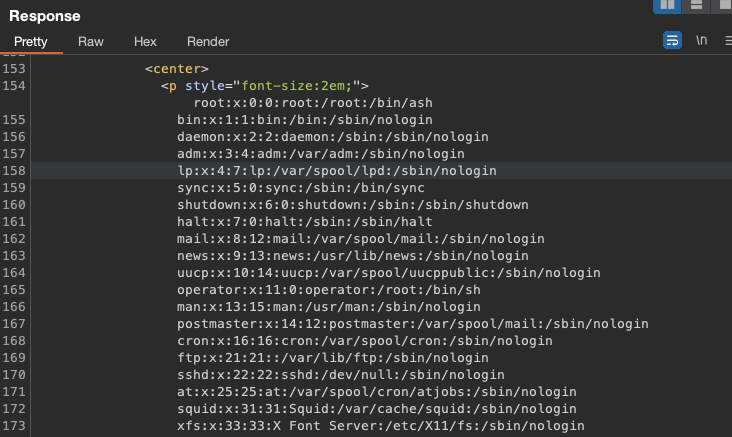 Response
Pretty Raw Hex Render \n
153 <center>
154 <p style="font-size:2em;">
root:x:0:0:root:/root:/bin/ash
155 bin:x:1:1:bin:/bin:/sbin/nologin
156 daemon:x:2:2:daemon:/sbin:/sbin/nologin
157 adm:x:3:4:adm:/var/adm:/sbin/nologin
158 lp:x:4:7:lp:/var/spool/lpd:/sbin/nologin
159 sync:x:5:0:sync:/sbin:/bin/sync
160 shutdown:x:6:0:shutdown:/sbin:/sbin/shutdown
161 halt:x:7:0:halt:/sbin:/sbin/halt
162 mail:x:8:12:mail:/var/spool/mail:/sbin/nologin
163 news:x:9:13:news:/usr/lib/news:/sbin/nologin
164 uucp:x:10:14:uucp:/var/spool/uucppublic:/sbin/nologin
165 operator:x:11:0:operator:/root:/bin/sh
166 man:x:13:15:man:/usr/man:/sbin/nologin
167 postmaster:x:14:12:postmaster:/var/spool/mail:/sbin/nologin
168 cron:x:16:16:cron:/var/spool/cron:/sbin/nologin
169 ftp:x:21:21::/var/lib/ftp:/sbin/nologin
170 sshd:x:22:22:sshd:/dev/null:/sbin/nologin
171 at:x:25:25:at:/var/spool/cron/atjobs:/sbin/nologin
172 squid:x:31:31:Squid:/var/cache/squid:/sbin/nologin
173 xfs:x:33:33:X Font Server:/etc/X11/fs:/sbin/nologin